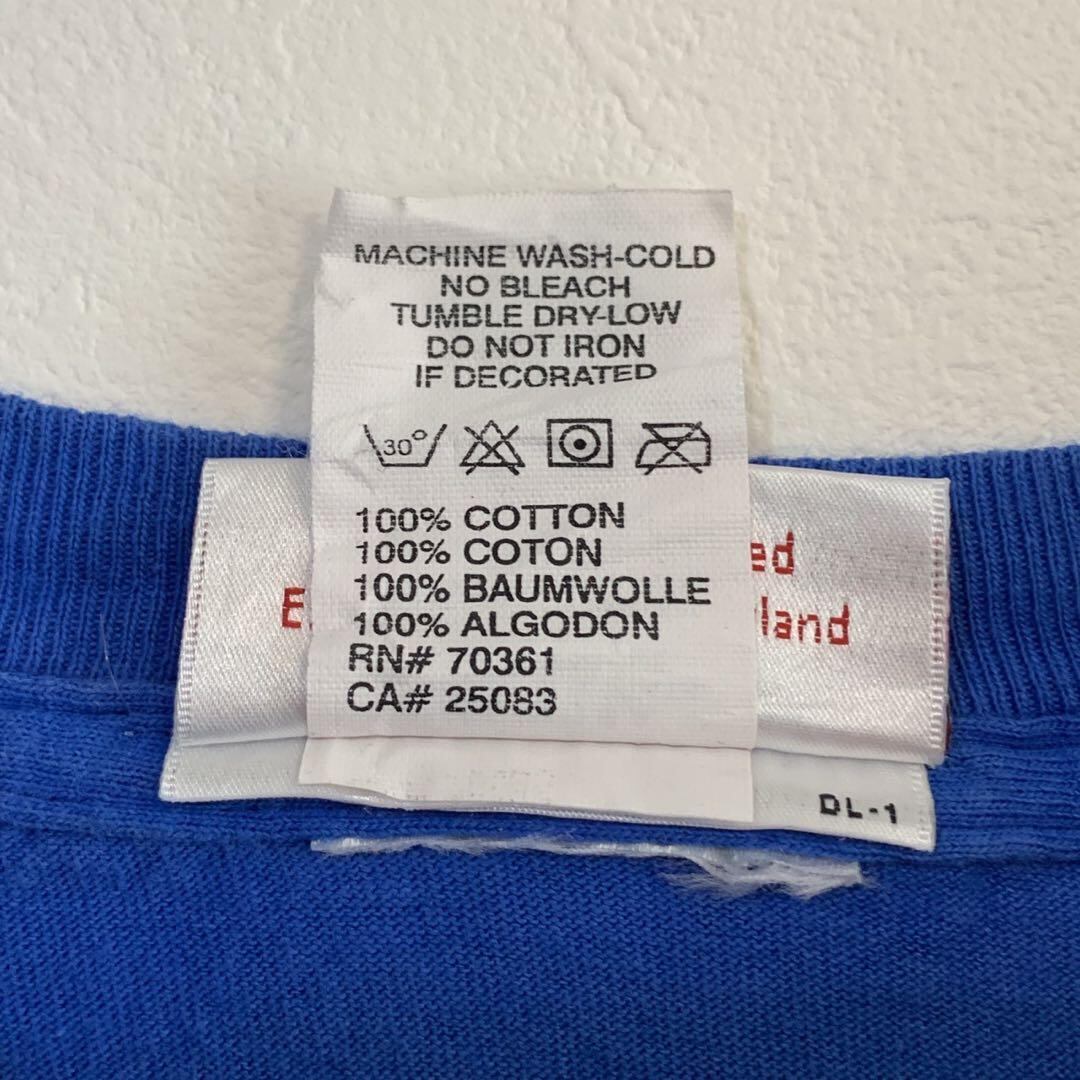 MACHINE WASH-COLD
NO BLEACH
TUMBLE DRY-LOW
DO NOT IRON
IF DECORATED
30°
100% COTTON
100% COTON
100% BAUMWOLLE
100% ALGODON
RN# 70361
CA# 25083
DL-1